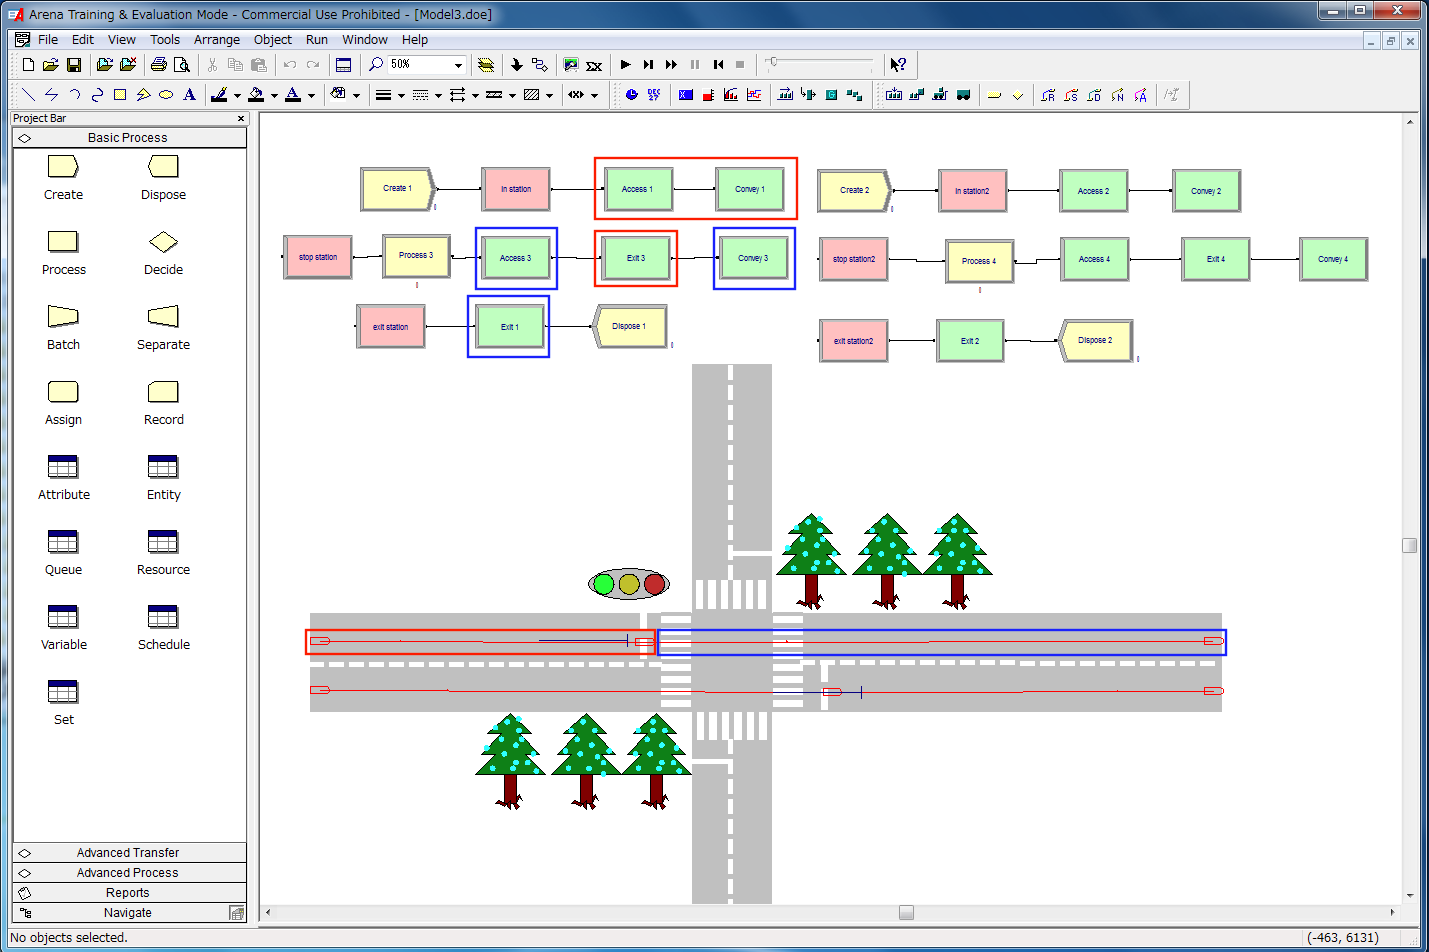 Arena Training & Evaluation Mode - Commercial Use Prohibited - [Model3.doe]
File Edit View Tools Arrange Object Run Window Help
50%
DEC
27
Project Bar
Basic Process
Create Dispose
Process Decide
Batch Separate
Assign Record
Attribute Entity
Queue Resource
Variable Schedule
Set
Advanced Transfer
Advanced Process
Reports
Navigate
Create 1 In station Access 1 Convey 1 Create 2 In station2 Access 2 Convey 2
stop station Process 3 Access 3 Exit 3 Convey 3 stop station2 Process 4 Access 4 Exit 4 Convey 4
exit station Exit 1 Dispose 1 exit station2 Exit 2 Dispose 2
No objects selected. (-463, 6131)